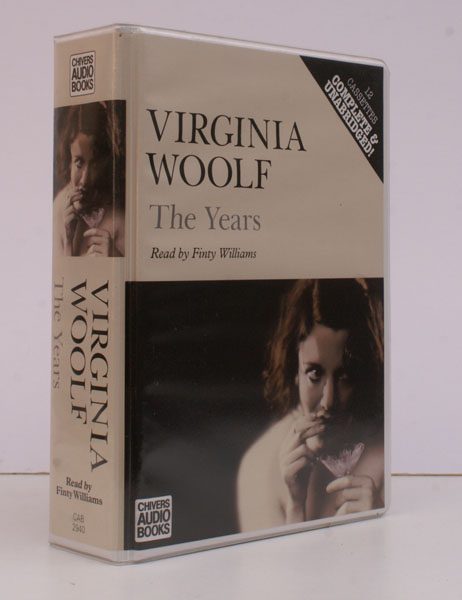 CHIVERS
AUDIO
BOOKS
VIRGINIA
WOOLF
The Years
Read by
Finty Williams
CAB
2940
12
CASSETTES
COMPLETE &
UNABRIDGED!
VIRGINIA
WOOLF
The Years
Read by Finty Williams
CHIVERS
AUDIO
BOOKS